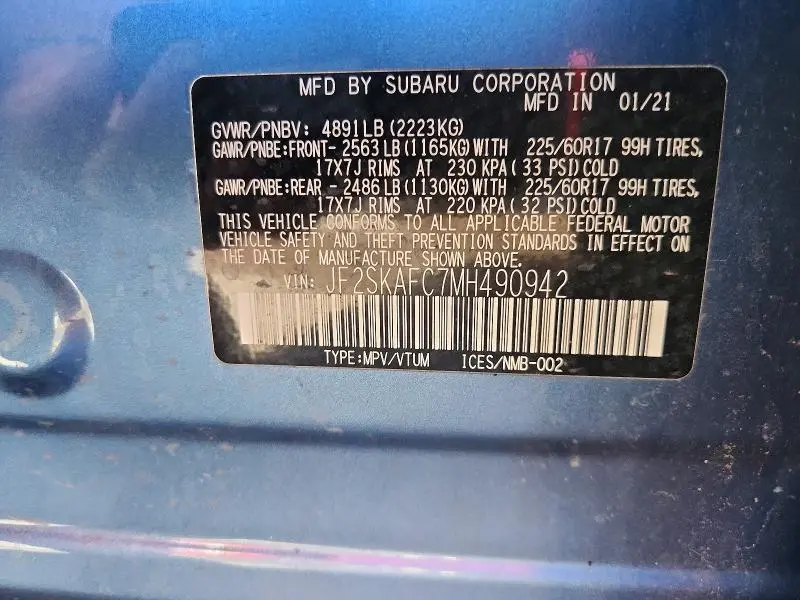 MFD BY SUBARU CORPORATION
MFD IN 01/21
GVWR/PNBV: 4891LB(2223KG)
GAWR/PNBE:FRONT- 2563LB(1165KG)WITH 225/60R17 99H TIRES,
17X7J RIMS AT 230 KPA( 33 PSI)COLD
GAWR/PNBE:REAR - 2486LB(1130KG)WITH 225/60R17 99H TIRES,
17X7J RIMS AT 220 KPA( 32 PSI)COLD
THIS VEHICLE CONFORMS TO ALL APPLICABLE FEDERAL MOTOR
VEHICLE SAFETY AND THEFT PREVENTION STANDARDS IN EFFECT ON
THE DATE OF MANUFACTURE SHOWN ABOVE.
VIN: JF2SKAFC7MH490942
TYPE:MPV/VTUM ICES/NMB-002